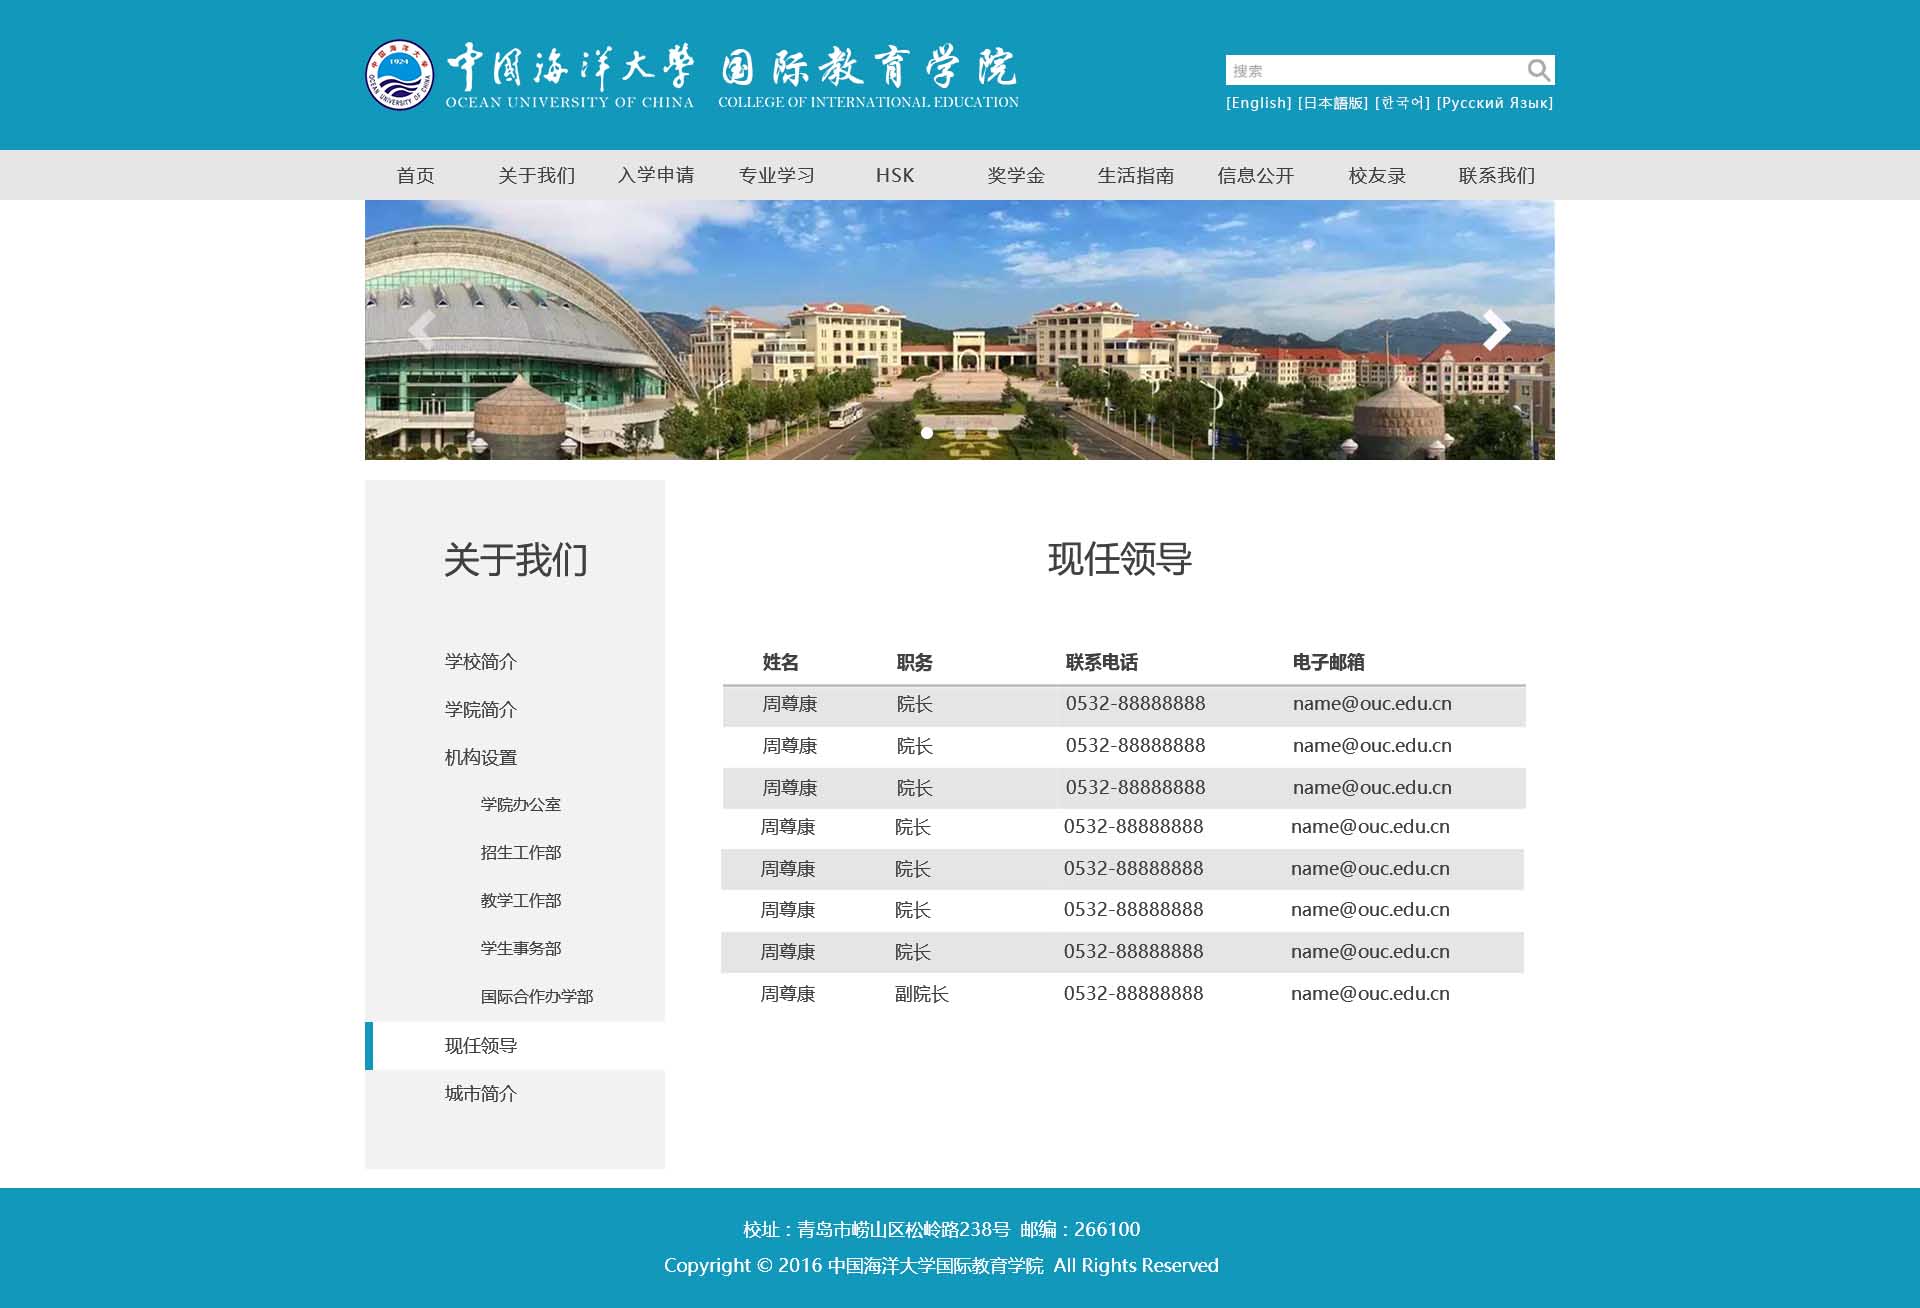 中国海洋大學 国际教育学院
OCEAN UNIVERSITY OF CHINA COLLEGE OF INTERNATIONAL EDUCATION
中国海洋大学
1924
OCEAN UNIVERSITY OF CHINA
搜索
[English] [日本語版] [한국어] [Русский Язык]
首页 关于我们 入学申请 专业学习 HSK 奖学金 生活指南 信息公开 校友录 联系我们
关于我们
学校简介
学院简介
机构设置
学院办公室
招生工作部
教学工作部
学生事务部
国际合作办学部
现任领导
城市简介
现任领导
姓名 职务 联系电话 电子邮箱
周尊康 院长 0532-88888888 name@ouc.edu.cn
周尊康 院长 0532-88888888 name@ouc.edu.cn
周尊康 院长 0532-88888888 name@ouc.edu.cn
周尊康 院长 0532-88888888 name@ouc.edu.cn
周尊康 院长 0532-88888888 name@ouc.edu.cn
周尊康 院长 0532-88888888 name@ouc.edu.cn
周尊康 院长 0532-88888888 name@ouc.edu.cn
周尊康 副院长 0532-88888888 name@ouc.edu.cn
校址：青岛市崂山区松岭路238号 邮编：266100
Copyright © 2016 中国海洋大学国际教育学院 All Rights Reserved